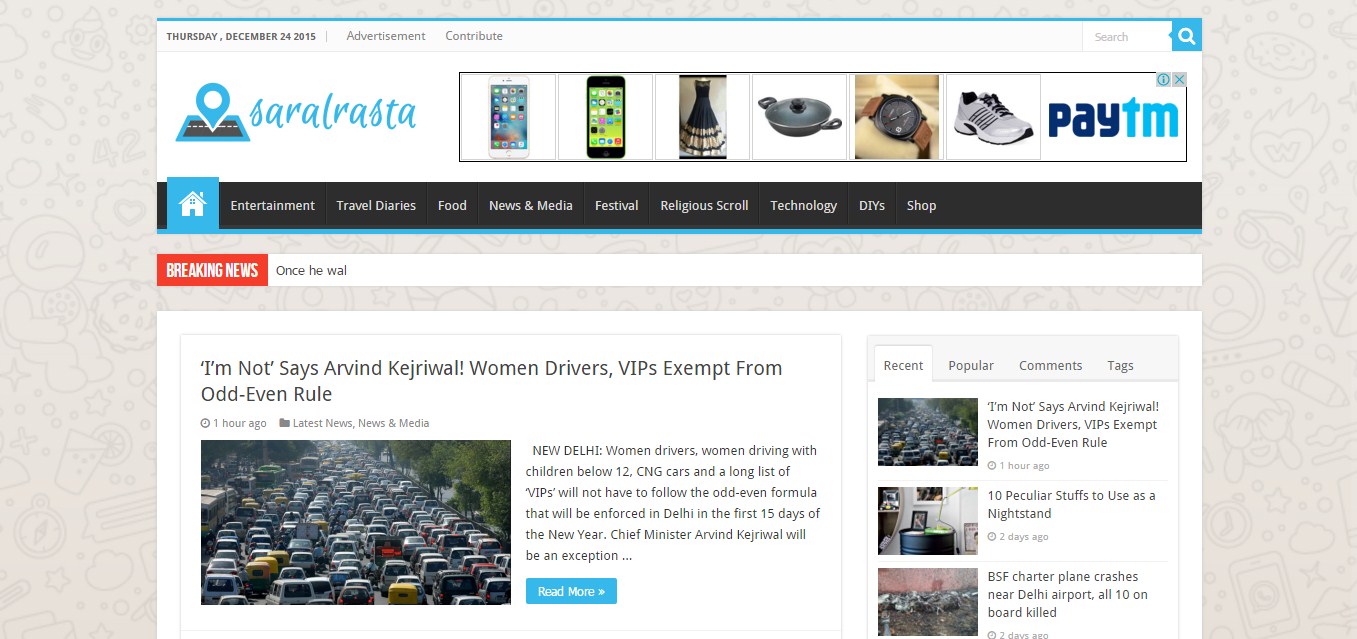 THURSDAY , DECEMBER 24 2015 Advertisement Contribute Search
saralrasta
paytm
Entertainment Travel Diaries Food News & Media Festival Religious Scroll Technology DIYs Shop
BREAKING NEWS Once he wal
‘I’m Not’ Says Arvind Kejriwal! Women Drivers, VIPs Exempt From
Odd-Even Rule
1 hour ago Latest News, News & Media
NEW DELHI: Women drivers, women driving with
children below 12, CNG cars and a long list of
‘VIPs’ will not have to follow the odd-even formula
that will be enforced in Delhi in the first 15 days of
the New Year. Chief Minister Arvind Kejriwal will
be an exception ...
Read More »
Recent Popular Comments Tags
‘I’m Not’ Says Arvind Kejriwal!
Women Drivers, VIPs Exempt
From Odd-Even Rule
1 hour ago
10 Peculiar Stuffs to Use as a
Nightstand
2 days ago
BSF charter plane crashes
near Delhi airport, all 10 on
board killed
2 days ago